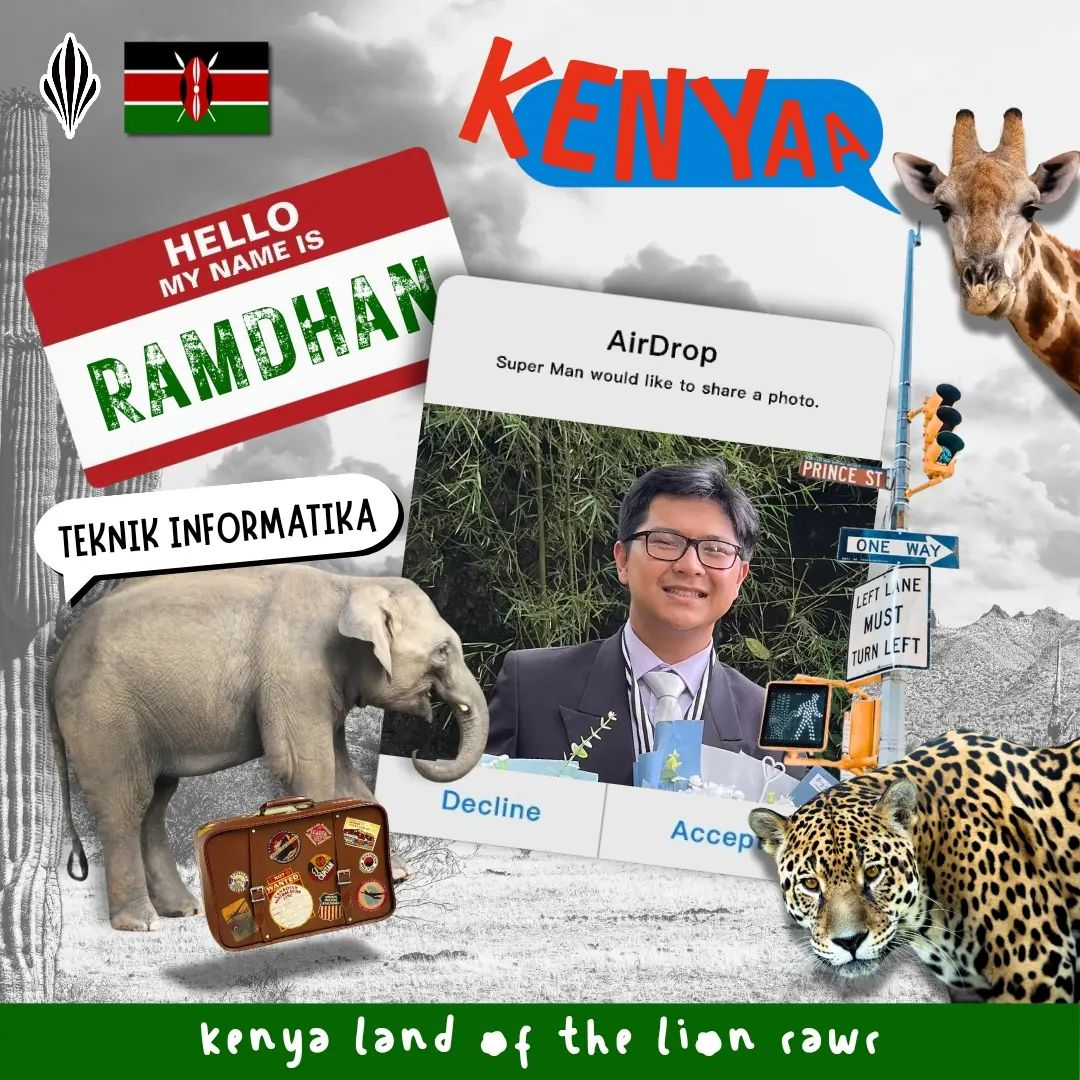 KENYAA
HELLO
MY NAME IS
RAMDHAN
AirDrop
Super Man would like to share a photo.
PRINCE ST
ONE WAY
LEFT LANE
MUST
TURN LEFT
TEKNIK INFORMATIKA
Decline
Accep
kenya land of the lion rawr